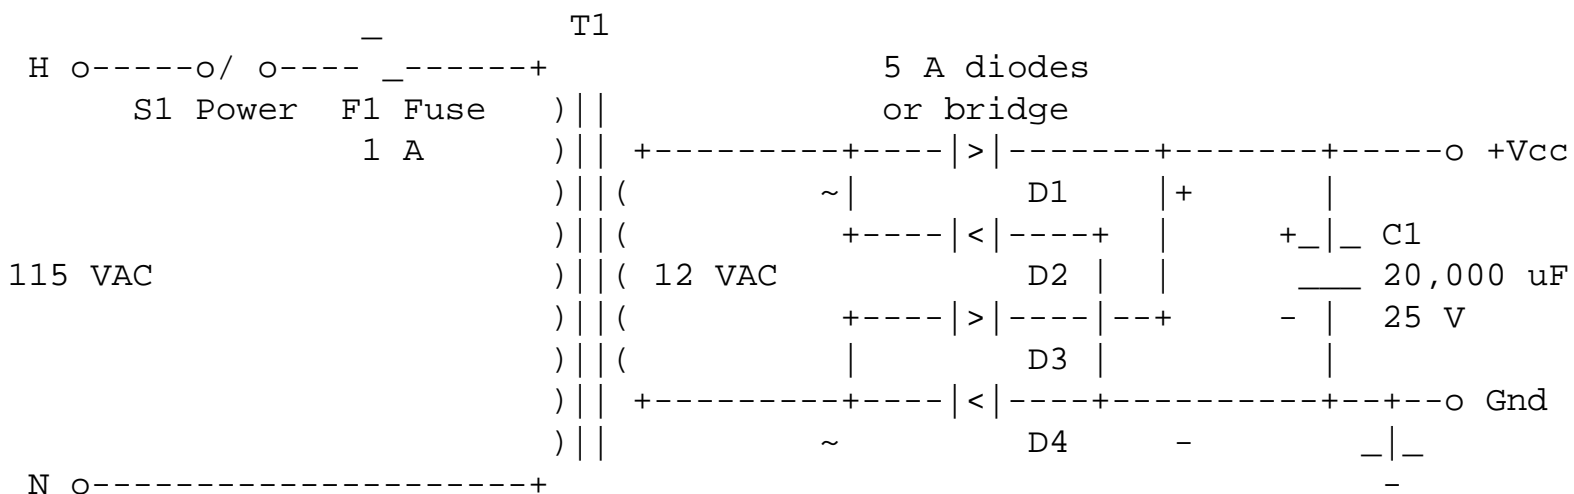 _         T1
 H o-----o/ o---- _------+                5 A diodes
      S1 Power  F1 Fuse   )||             or bridge
                 1 A      )|| +---------+----|>|-------+-------+-----o +Vcc
                          )||(         ~|        D1    |+      |
                          )||(          +----|<|----+  |     +_|_ C1
115 VAC                   )||( 12 VAC            D2 |  |      ___ 20,000 uF
                          )||(          +----|>|----|--+     - |  25 V
                          )||(          |        D3 |          |
                          )|| +---------+----|<|----+----------+--+--o Gnd
                          )||          ~         D4    -         _|_
 N o----------------------+                                       -